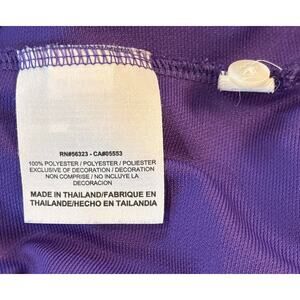 RN#56323 - CA#05553
100% POLYESTER / POLYESTER / POLIESTER
EXCLUSIVE OF DECORATION / DECORATION
NON COMPRISE / NO INCLUYE LA
DECORACIÓN
MADE IN THAILAND/FABRIQUE EN
THAILANDE/HECHO EN TAILANDIA